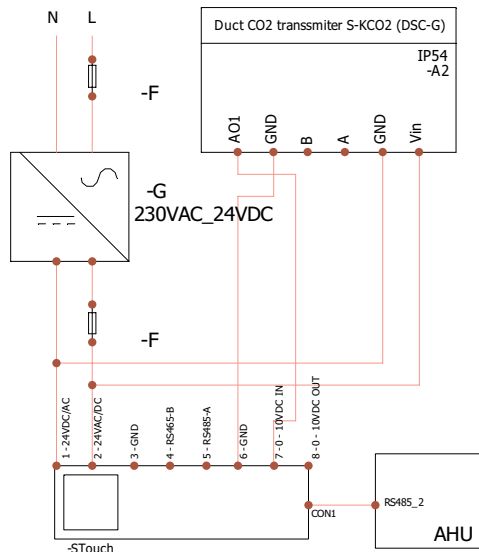 N L
Duct CO2 transsmiter S-KCO2 (DSC-G)
IP54
-A2
-F
AO1
GND
B
A
GND
Vin
-G
230VAC_24VDC
-F
1 - 24VDC/AC
2 - 24VAC/DC
3 - GND
4 - RS465-B
5 - RS485-A
6 - GND
7 - 0 - 10VDC IN
8 - 0 - 10VDC OUT
CON1
RS485_2
AHU
-STouch